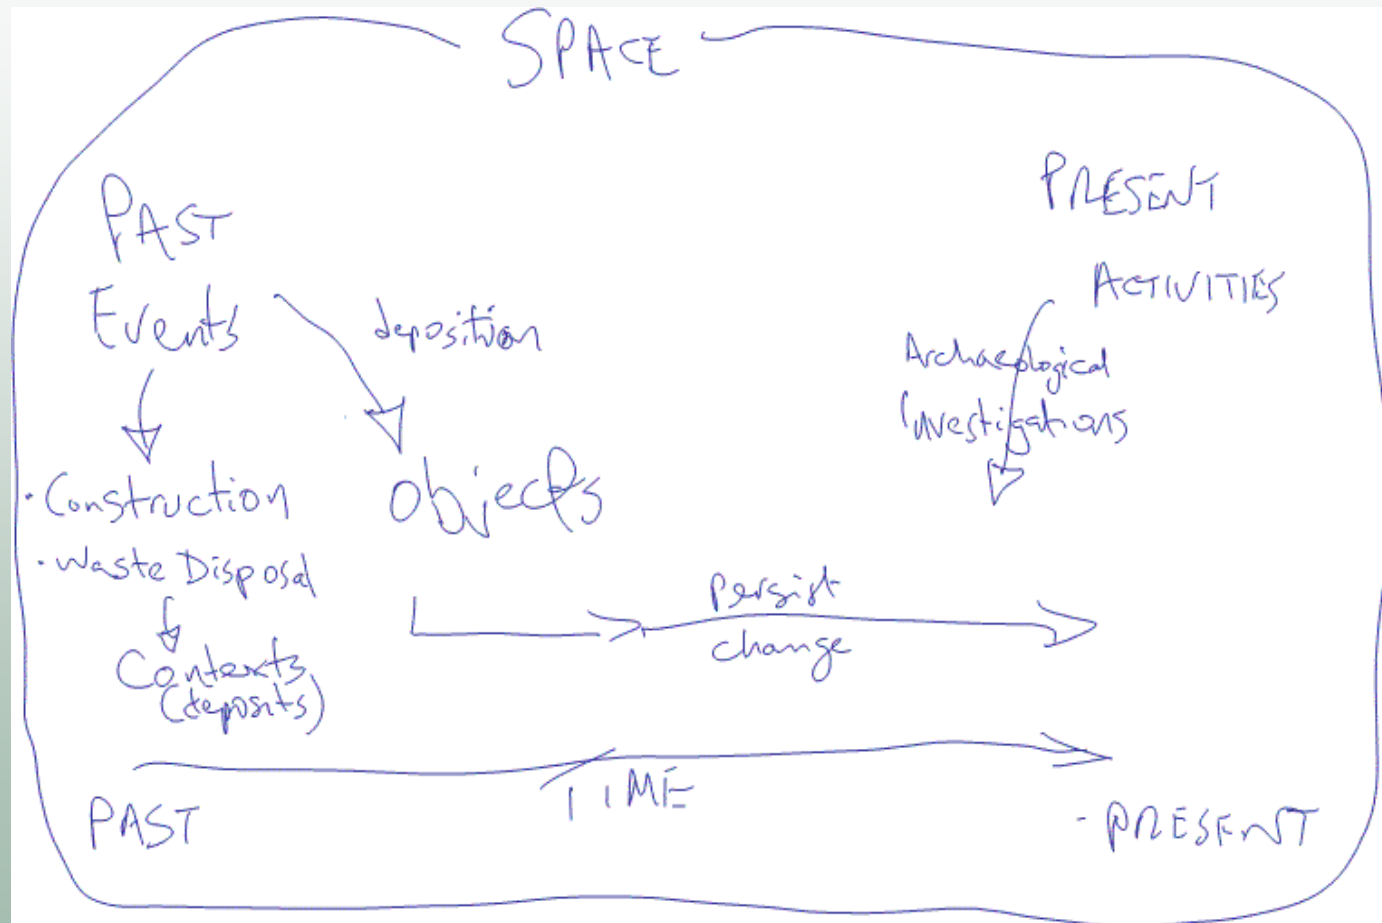 SPACE
PAST
Events
deposition
PRESENT
ACTIVITIES
Archaeological
Investigations
• Construction
• Waste Disposal
Contexts
(deposits)
Objects
persist
change
TIME
PAST
- PRESENT